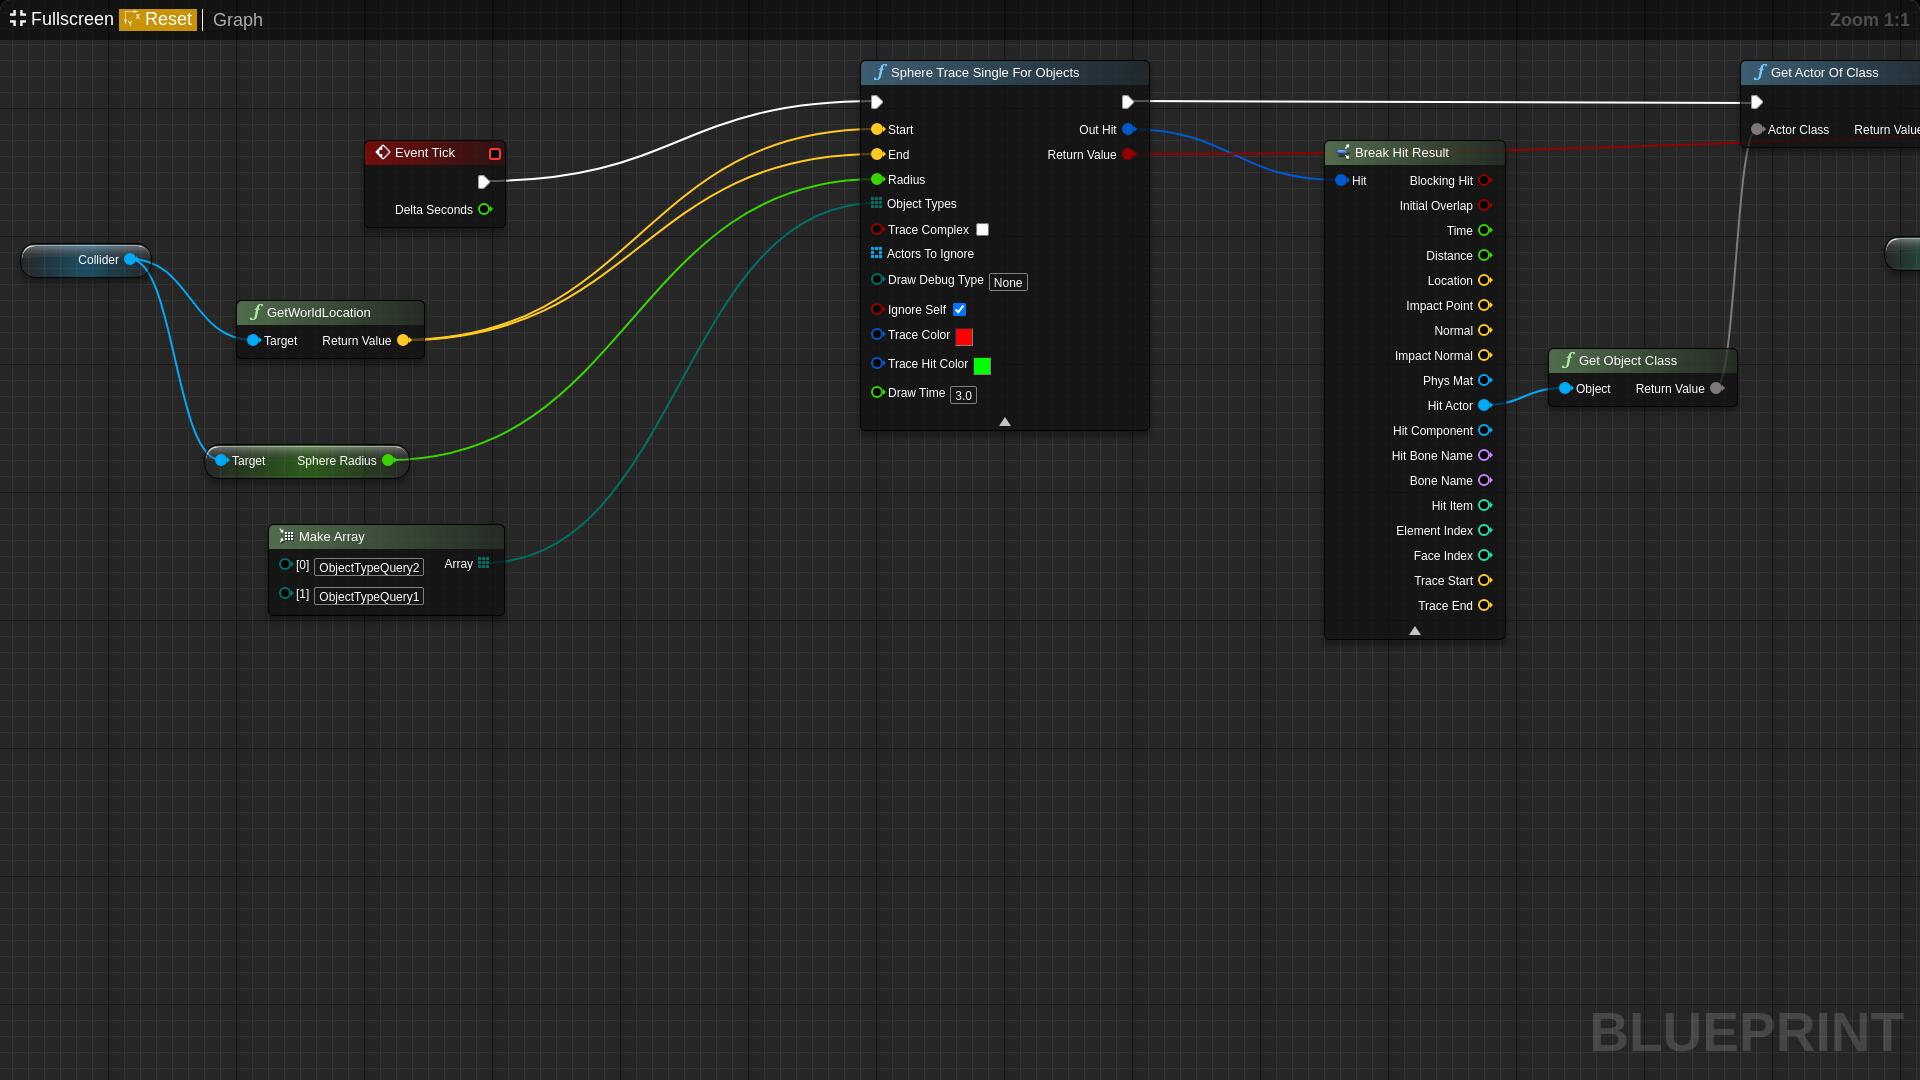 Fullscreen Reset Graph
Zoom 1:1
Sphere Trace Single For Objects
Start Out Hit
End Return Value
Radius
Object Types
Trace Complex
Actors To Ignore
Draw Debug Type None
Ignore Self
Trace Color
Trace Hit Color
Draw Time 3.0
Get Actor Of Class
Actor Class Return Value
Event Tick
Delta Seconds
Collider
GetWorldLocation
Target Return Value
Target Sphere Radius
Make Array
[0] ObjectTypeQuery2 Array
[1] ObjectTypeQuery1
Break Hit Result
Hit Blocking Hit
Initial Overlap
Time
Distance
Location
Impact Point
Normal
Impact Normal
Phys Mat
Hit Actor
Hit Component
Hit Bone Name
Bone Name
Hit Item
Element Index
Face Index
Trace Start
Trace End
Get Object Class
Object Return Value
BLUEPRINT